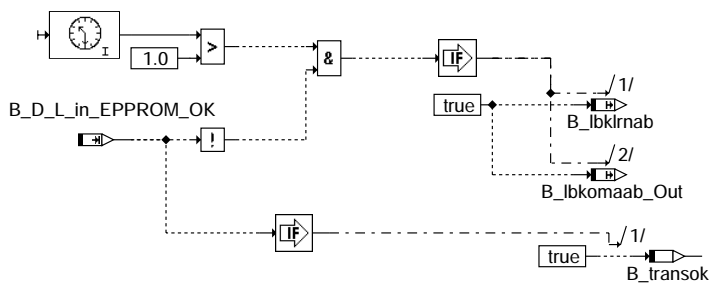 I
1.0
>
&
IF
/1/
B_D_L_in_EPPROM_OK
true
B_lbklrnab
!
/2/
B_lbkomaab_Out
IF
/1/
true
B_transok